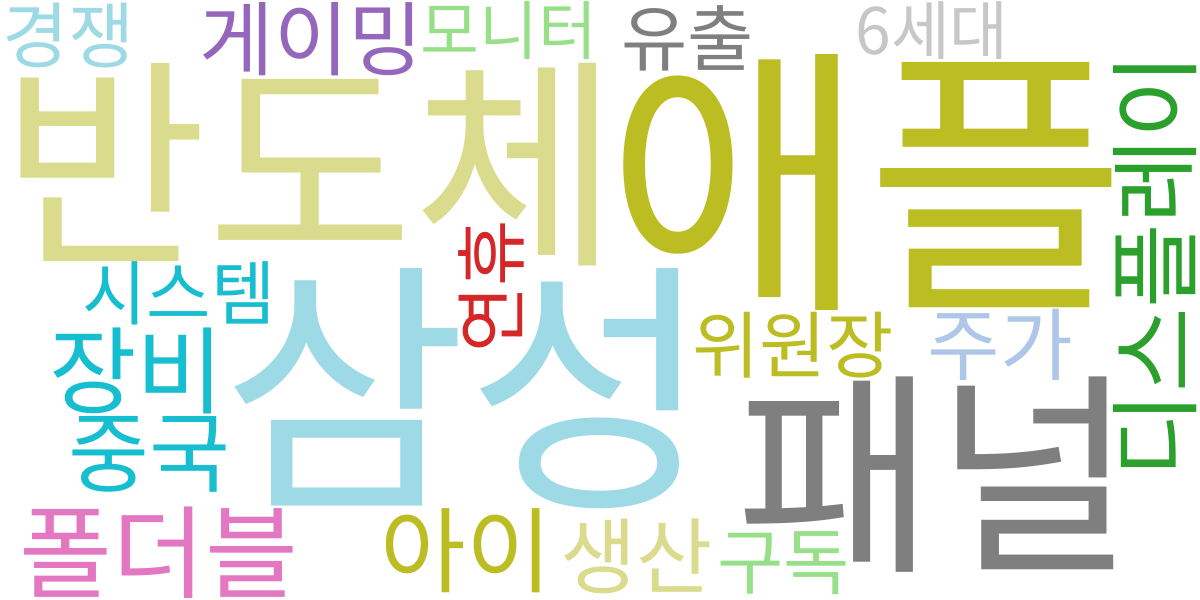 경쟁
게이밍
모니터
유출
6세대
반도체
애플
디스플레이
연휴
시스템
삼성
위원장
주가
장비
중국
패널
폴더블
아이
생산
구독